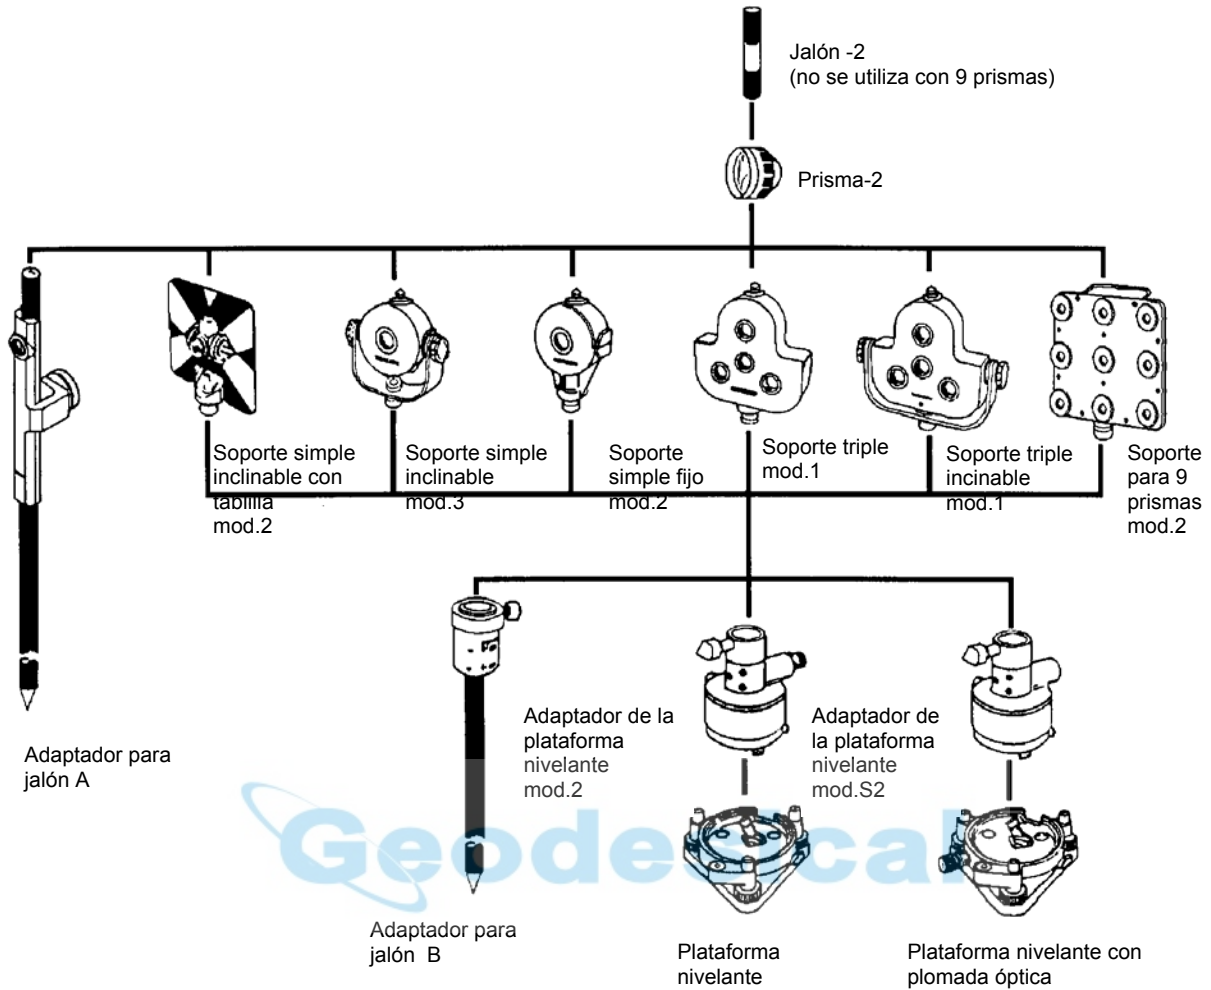 Jalón -2
(no se utiliza con 9 prismas)
Prisma-2
Soporte simple
inclinable con
tablilla
mod.2
Soporte simple
inclinable
mod.3
Soporte
simple fijo
mod.2
Soporte triple
mod.1
Soporte triple
incinable
mod.1
Soporte
para 9
prismas
mod.2
Adaptador para
jalón A
Adaptador de la
plataforma
nivelante
mod.2
Adaptador de
la plataforma
nivelante
mod.S2
Geodesical
Adaptador para
jalón B
Plataforma
nivelante
Plataforma nivelante con
plomada óptica